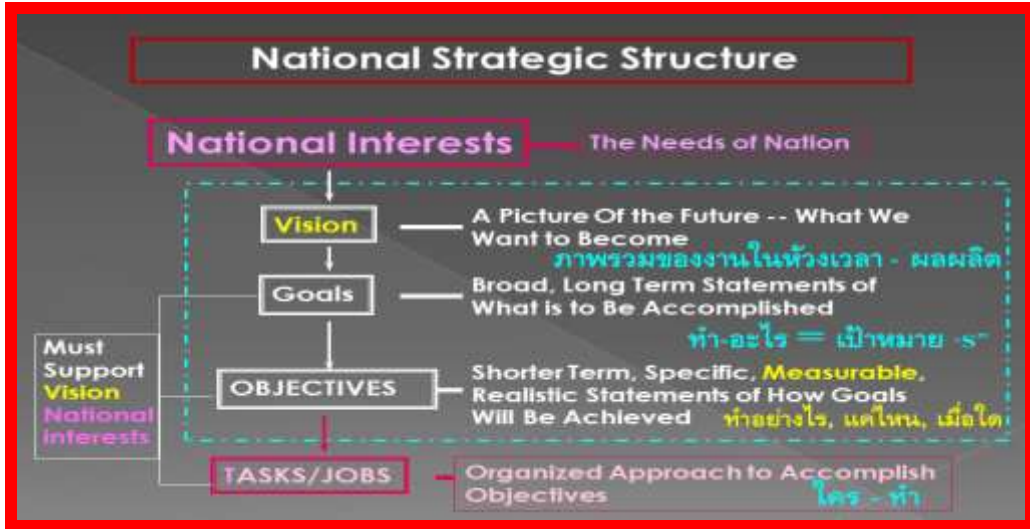 National Strategic Structure
National Interests
The Needs of Nation
Vision
A Picture Of the Future -- What We
Want to Become
ภาพรวมของงานในห้วงเวลา - ผลผลิต
Goals
Broad, Long Term Statements of
What is to Be Accomplished
ทำ-อะไร = เป้าหมาย -s-
Must
Support
Vision
National
Interests
OBJECTIVES
Shorter Term, Specific, Measurable,
Realistic Statements of How Goals
Will Be Achieved ทำอย่างไร, แค่ไหน, เมื่อใด
TASKS/JOBS
Organized Approach to Accomplish
Objectives
ใคร - ทำ